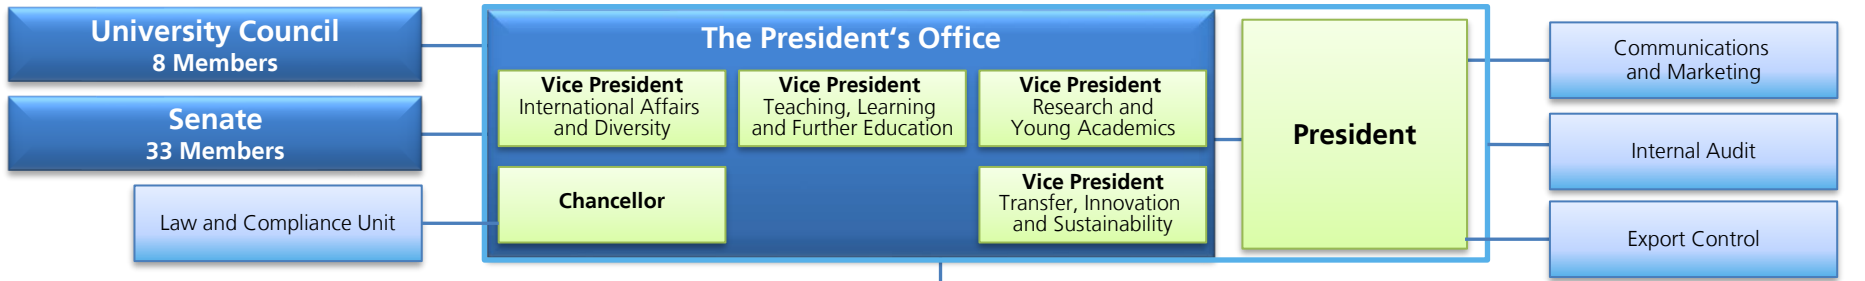 University Council
8 Members
Senate
33 Members
Law and Compliance Unit
The President‘s Office
Vice President
International Affairs
and Diversity
Vice President
Teaching, Learning
and Further Education
Vice President
Research and
Young Academics
Chancellor
Vice President
Transfer, Innovation
and Sustainability
President
Communications
and Marketing
Internal Audit
Export Control